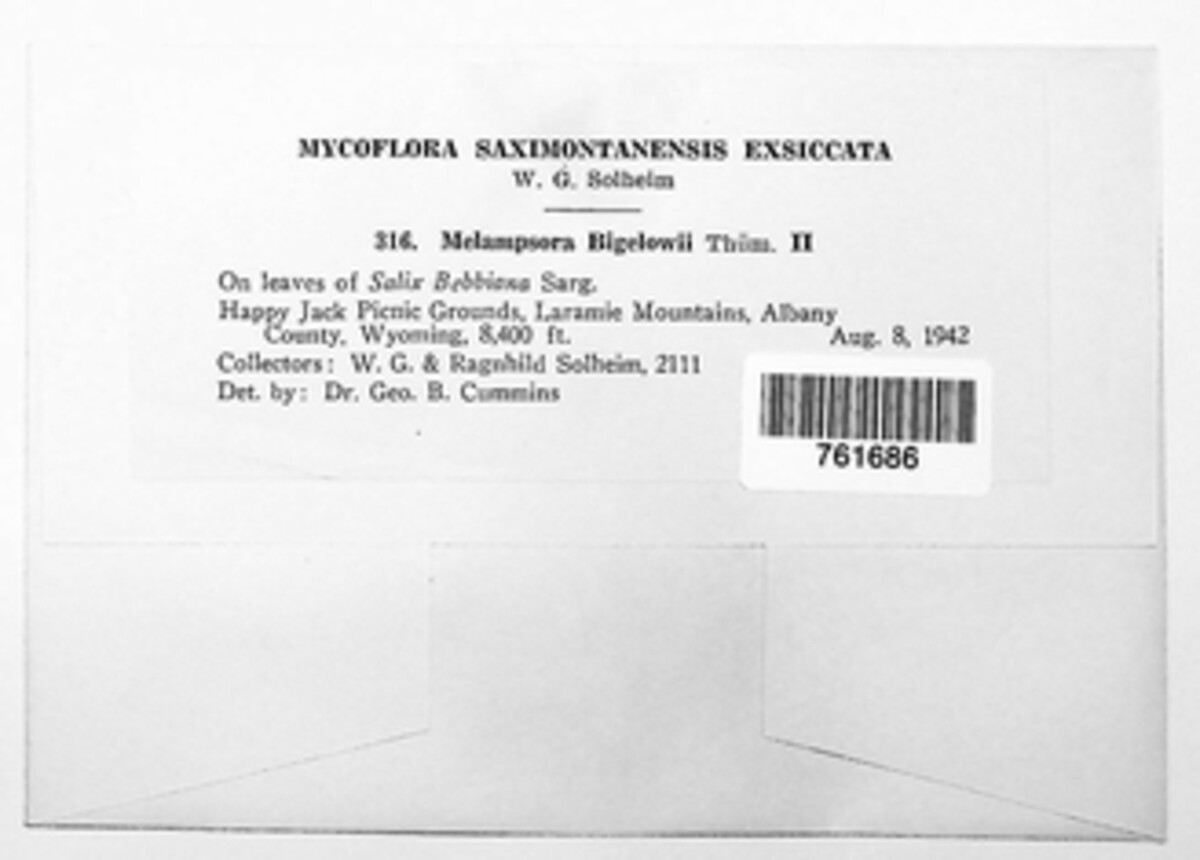 MYCOFLORA SAXIMONTANENSIS EXSICCATA
W. G. Solheim
316. Melampsora Bigelowii Thüm. II
On leaves of Salix Bebbiana Sarg.
Happy Jack Picnic Grounds, Laramie Mountains, Albany
County, Wyoming, 8,400 ft. Aug. 8, 1942
Collectors: W. G. & Ragnhild Solheim, 2111
Det. by: Dr. Geo. B. Cummins
761686